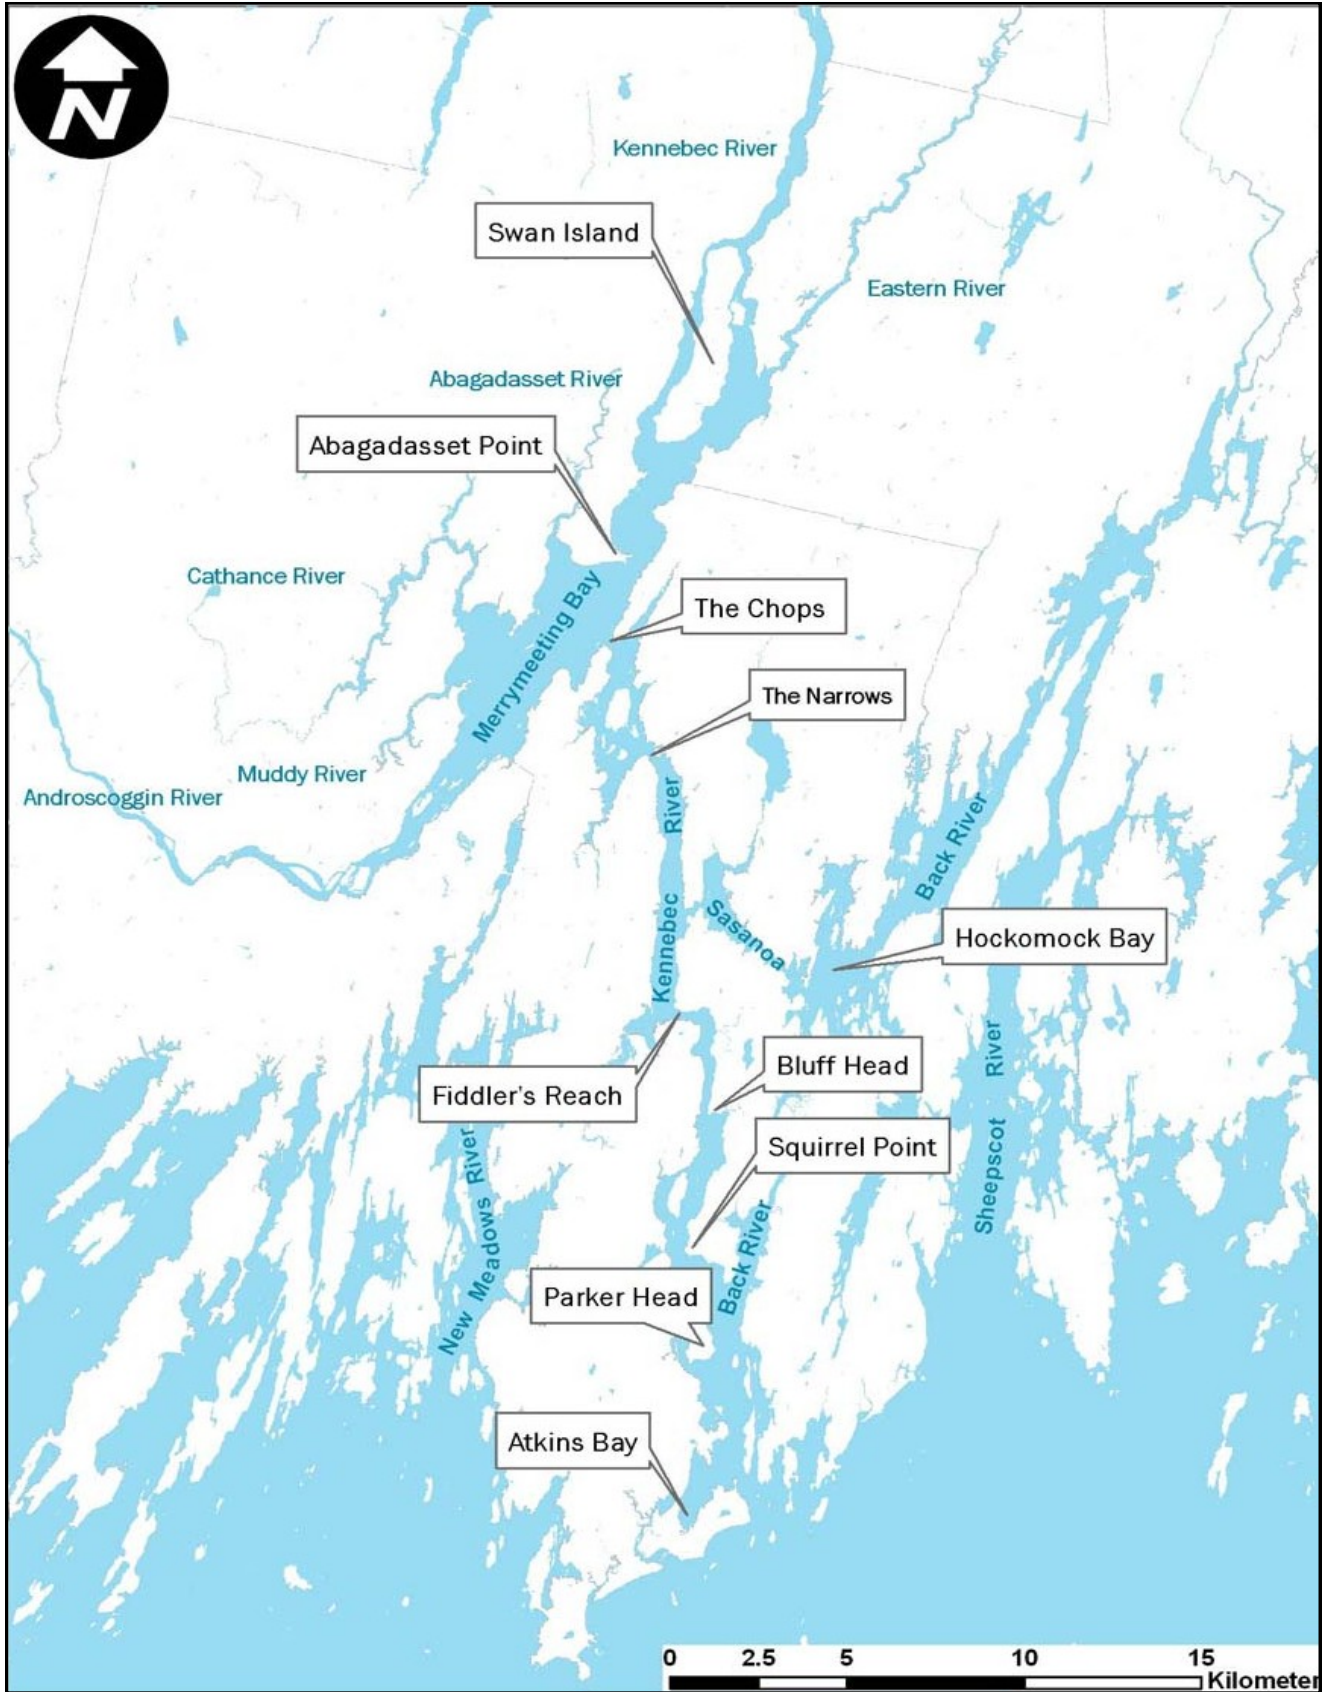 N
Kennebec River
Swan Island
Eastern River
Abagadasset River
Abagadasset Point
Cathance River
The Chops
Merrymeeting Bay
The Narrows
Muddy River
Androscoggin River
Kennebec River
Back River
Sasanoa
Hockomock Bay
Sheepscot River
Bluff Head
Fiddler's Reach
Squirrel Point
New Meadows River
Back River
Parker Head
Atkins Bay
0 2.5 5 10 15
Kilometer